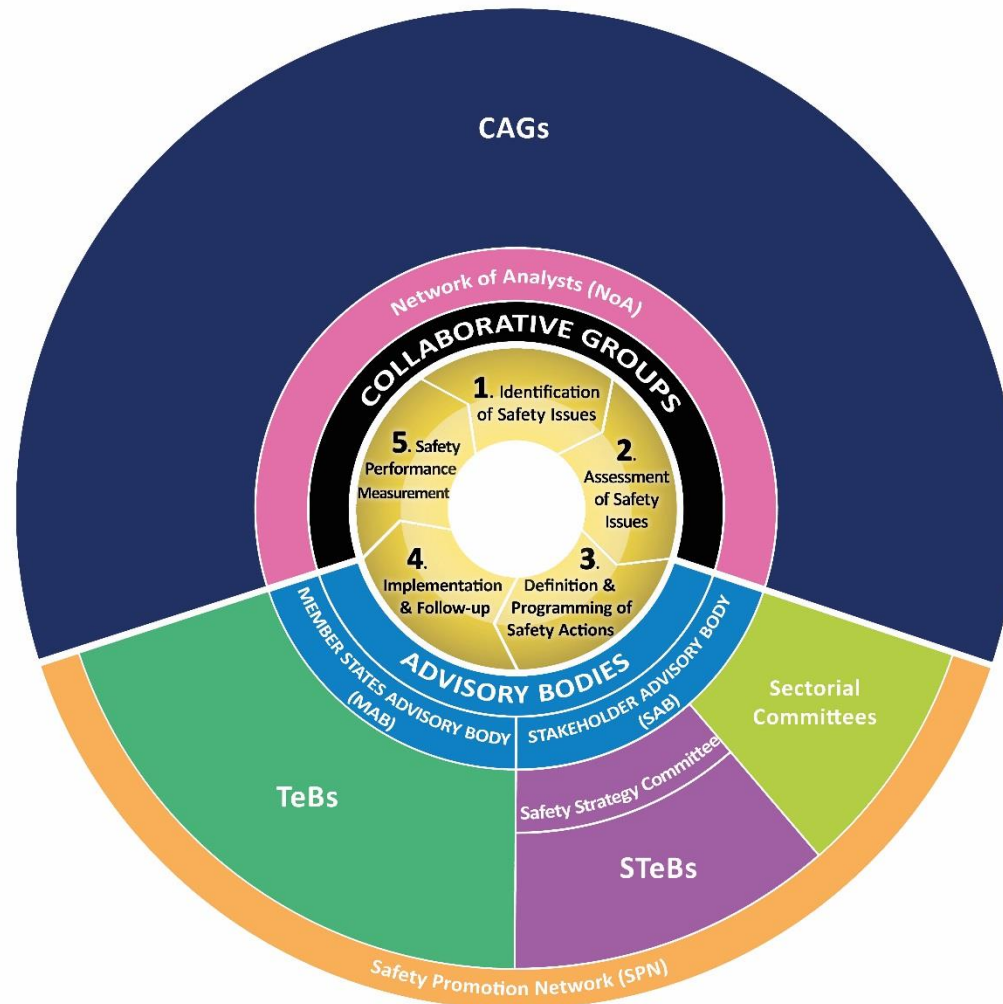 CAGs
Network of Analysts (NoA)
COLLABORATIVE GROUPS
1. Identification
of Safety Issues
2.
Assessment
of Safety
Issues
3.
Definition &
Programming of
Safety Actions
4.
Implementation
& Follow-up
5. Safety
Performance
Measurement
ADVISORY BODIES
MEMBER STATES ADVISORY BODY
(MAB)
STAKEHOLDER ADVISORY BODY
(SAB)
TeBs
Safety Strategy Committee
STeBs
Sectorial
Committees
Safety Promotion Network (SPN)